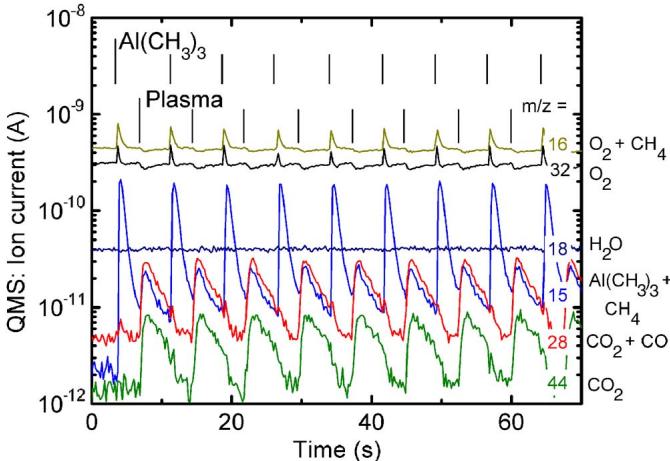 10⁻⁸
Al(CH₃)₃
10⁻⁹
Plasma
m/z =
16 O₂ + CH₄
32 O₂
10⁻¹⁰
18 H₂O
15 Al(CH₃)₃ +
CH₄
10⁻¹¹
28 CO₂ + CO
44 CO₂
10⁻¹²
0 20 40 60
Time (s)
QMS: Ion current (A)